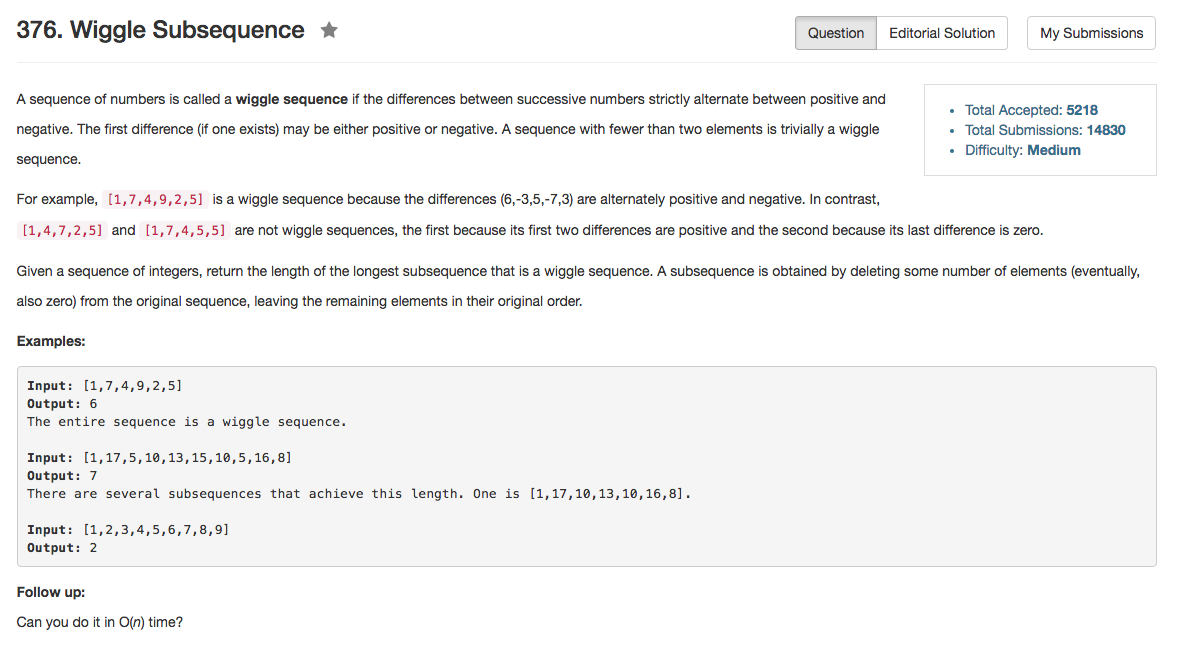 376. Wiggle Subsequence ★
Question Editorial Solution My Submissions
A sequence of numbers is called a wiggle sequence if the differences between successive numbers strictly alternate between positive and
negative. The first difference (if one exists) may be either positive or negative. A sequence with fewer than two elements is trivially a wiggle
sequence.
• Total Accepted: 5218
• Total Submissions: 14830
• Difficulty: Medium
For example, [1,7,4,9,2,5] is a wiggle sequence because the differences (6,-3,5,-7,3) are alternately positive and negative. In contrast,
[1,4,7,2,5] and [1,7,4,5,5] are not wiggle sequences, the first because its first two differences are positive and the second because its last difference is zero.
Given a sequence of integers, return the length of the longest subsequence that is a wiggle sequence. A subsequence is obtained by deleting some number of elements (eventually,
also zero) from the original sequence, leaving the remaining elements in their original order.
Examples:
Input: [1,7,4,9,2,5]
Output: 6
The entire sequence is a wiggle sequence.
Input: [1,17,5,10,13,15,10,5,16,8]
Output: 7
There are several subsequences that achieve this length. One is [1,17,10,13,10,16,8].
Input: [1,2,3,4,5,6,7,8,9]
Output: 2
Follow up:
Can you do it in O(n) time?